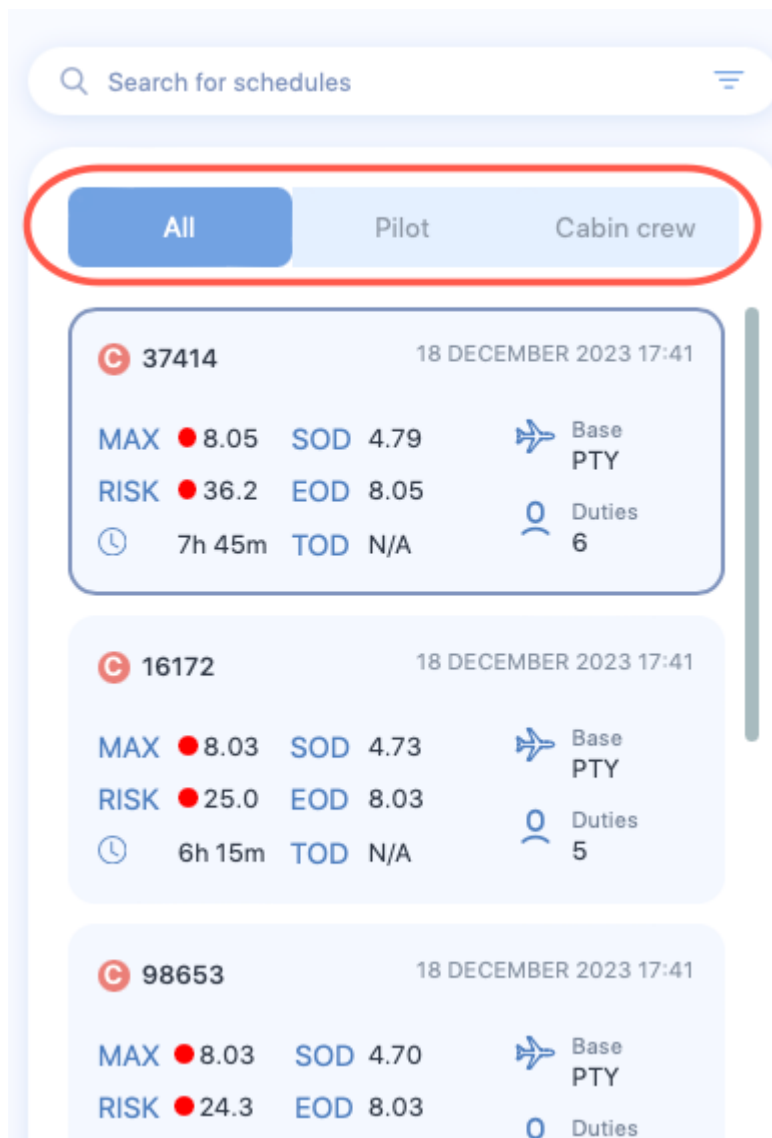 Search for schedules
All Pilot Cabin crew
C 37414 18 DECEMBER 2023 17:41
MAX 8.05 SOD 4.79 Base
PTY
RISK 36.2 EOD 8.05 Duties
7h 45m TOD N/A 6
C 16172 18 DECEMBER 2023 17:41
MAX 8.03 SOD 4.73 Base
PTY
RISK 25.0 EOD 8.03 Duties
6h 15m TOD N/A 5
C 98653 18 DECEMBER 2023 17:41
MAX 8.03 SOD 4.70 Base
PTY
RISK 24.3 EOD 8.03 Duties